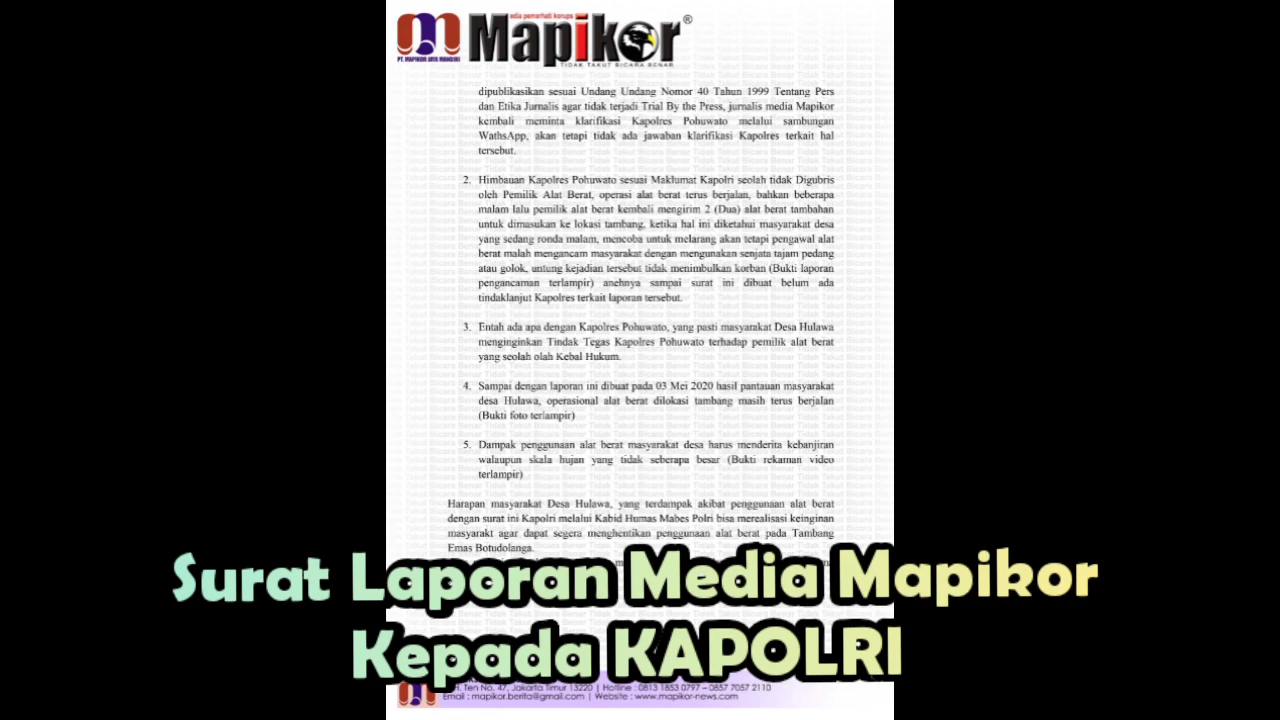 media pemerhati korupsi
Mapikor®
TIDAK TAKUT BICARA BENAR
PT. MAPIKOR JAYA MANDIRI
dipublikasikan sesuai Undang Undang Nomor 40 Tahun 1999 Tentang Pers
dan Etika Jurnalis agar tidak terjadi Trial By the Press, jurnalis media Mapikor
kembali meminta klarifikasi Kapolres Pohuwato melalui sambungan
WathsApp, akan tetapi tidak ada jawaban klarifikasi Kapolres terkait hal
tersebut.
2. Himbauan Kapolres Pohuwato sesuai Maklumat Kapolri seolah tidak Digubris
oleh Pemilik Alat Berat, operasi alat berat terus berjalan, bahkan beberapa
malam lalu pemilik alat berat kembali mengirim 2 (Dua) alat berat tambahan
untuk dimasukan ke lokasi tambang, ketika hal ini diketahui masyarakat desa
yang sedang ronda malam, mencoba untuk melarang akan tetapi pengawal alat
berat malah mengancam masyarakat dengan mengunakan senjata tajam pedang
atau golok, untung kejadian tersebut tidak menimbulkan korban (Bukti laporan
pengancaman terlampir) anehnya sampai surat ini dibuat belum ada
tindaklanjut Kapolres terkait laporan tersebut.
3. Entah ada apa dengan Kapolres Pohuwato, yang pasti masyarakat Desa Hulawa
menginginkan Tindak Tegas Kapolres Pohuwato terhadap pemilik alat berat
yang seolah olah Kebal Hukum.
4. Sampai dengan laporan ini dibuat pada 03 Mei 2020 hasil pantauan masyarakat
desa Hulawa, operasional alat berat dilokasi tambang masih terus berjalan
(Bukti foto terlampir)
5. Dampak penggunaan alat berat masyarakat desa harus menderita kebanjiran
walaupun skala hujan yang tidak seberapa besar (Bukti rekaman video
terlampir)
Harapan masyarakat Desa Hulawa, yang terdampak akibat penggunaan alat berat
dengan surat ini Kapolri melalui Kabid Humas Mabes Polri bisa merealisasi keinginan
masyarakt agar dapat segera menghentikan penggunaan alat berat pada Tambang
Emas Botudolanga.
Surat Laporan Media Mapikor
Kepada KAPOLRI
H. Ten No. 47, Jakarta Timur 13220 | Hotline : 0813 1853 0797 – 0857 7057 2110
Email : mapikor.berita@gmail.com | Website : www.mapikor-news.com